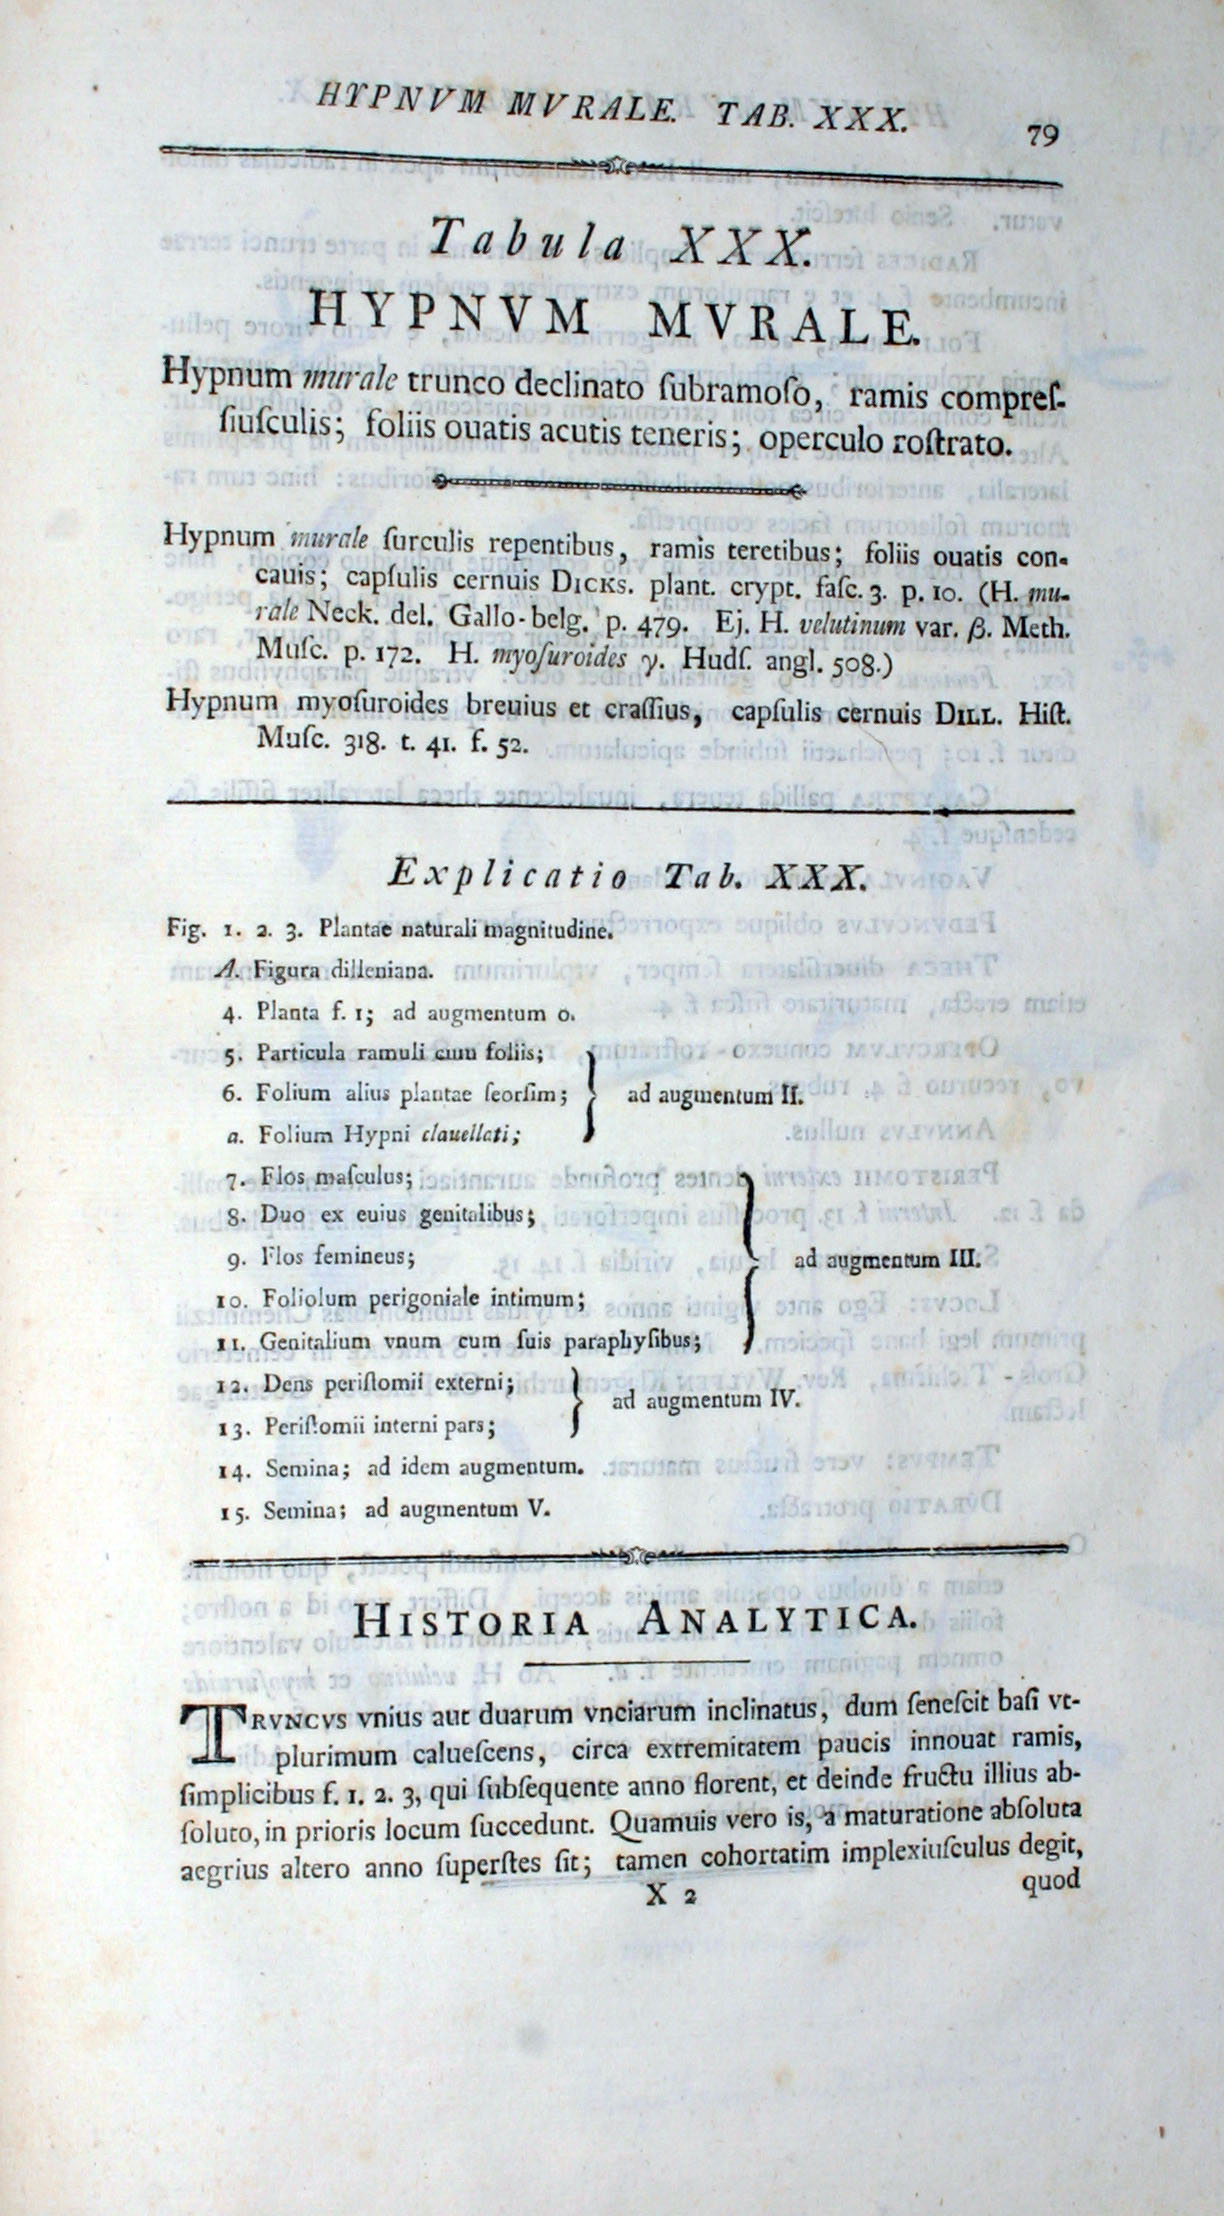 HYPNVM MVRALE. TAB. XXX. 79
Tabula XXX.
HYPNVM MVRALE.
Hypnum murale trunco declinato ſubramoſo, ramis compreſ-
ſiuſculis; foliis ouatis acutis teneris; operculo roſtrato.
Hypnum murale ſurculis repentibus, ramis teretibus; foliis ouatis con-
cauis; capſulis cernuis DICKS. plant. crypt. faſc. 3. p. 10. (H. mu-
rale Neck. del. Gallo-belg. p. 479. Ej. H. velutinum var. β. Meth.
Muſc. p. 172. H. myoſuroides γ. Hudſ. angl. 508.)
Hypnum myoſuroides breuius et craſſius, capſulis cernuis DILL. Hiſt.
Muſc. 318. t. 41. f. 52.
Explicatio Tab. XXX.
Fig. 1. 2. 3. Plantae naturali magnitudine.
A. Figura dilleniana.
4. Planta f. 1; ad augmentum o.
5. Particula ramuli cum foliis;
6. Folium alius plantae ſeorſim; ad augmentum II.
a. Folium Hypni clauellati;
7. Flos maſculus;
8. Duo ex euius genitalibus;
9. Flos femineus; ad augmentum III.
10. Foliolum perigoniale intimum;
11. Genitalium vnum cum ſuis paraphyſibus;
12. Dens periſtomii externi; ad augmentum IV.
13. Periſtomii interni pars;
14. Semina; ad idem augmentum.
15. Semina; ad augmentum V.
HISTORIA ANALYTICA.
TRVNCVS vnius aut duarum vnciarum inclinatus, dum ſeneſcit baſi vt-
plurimum calueſcens, circa extremitatem paucis innouat ramis,
ſimplicibus f. 1. 2. 3, qui ſubſequente anno florent, et deinde fructu illius ab-
ſoluto, in prioris locum ſuccedunt. Quamuis vero is, a maturatione abſoluta
aegrius altero anno ſuperſtes ſit; tamen cohortatim implexiuſculus degit,
X 2 quod